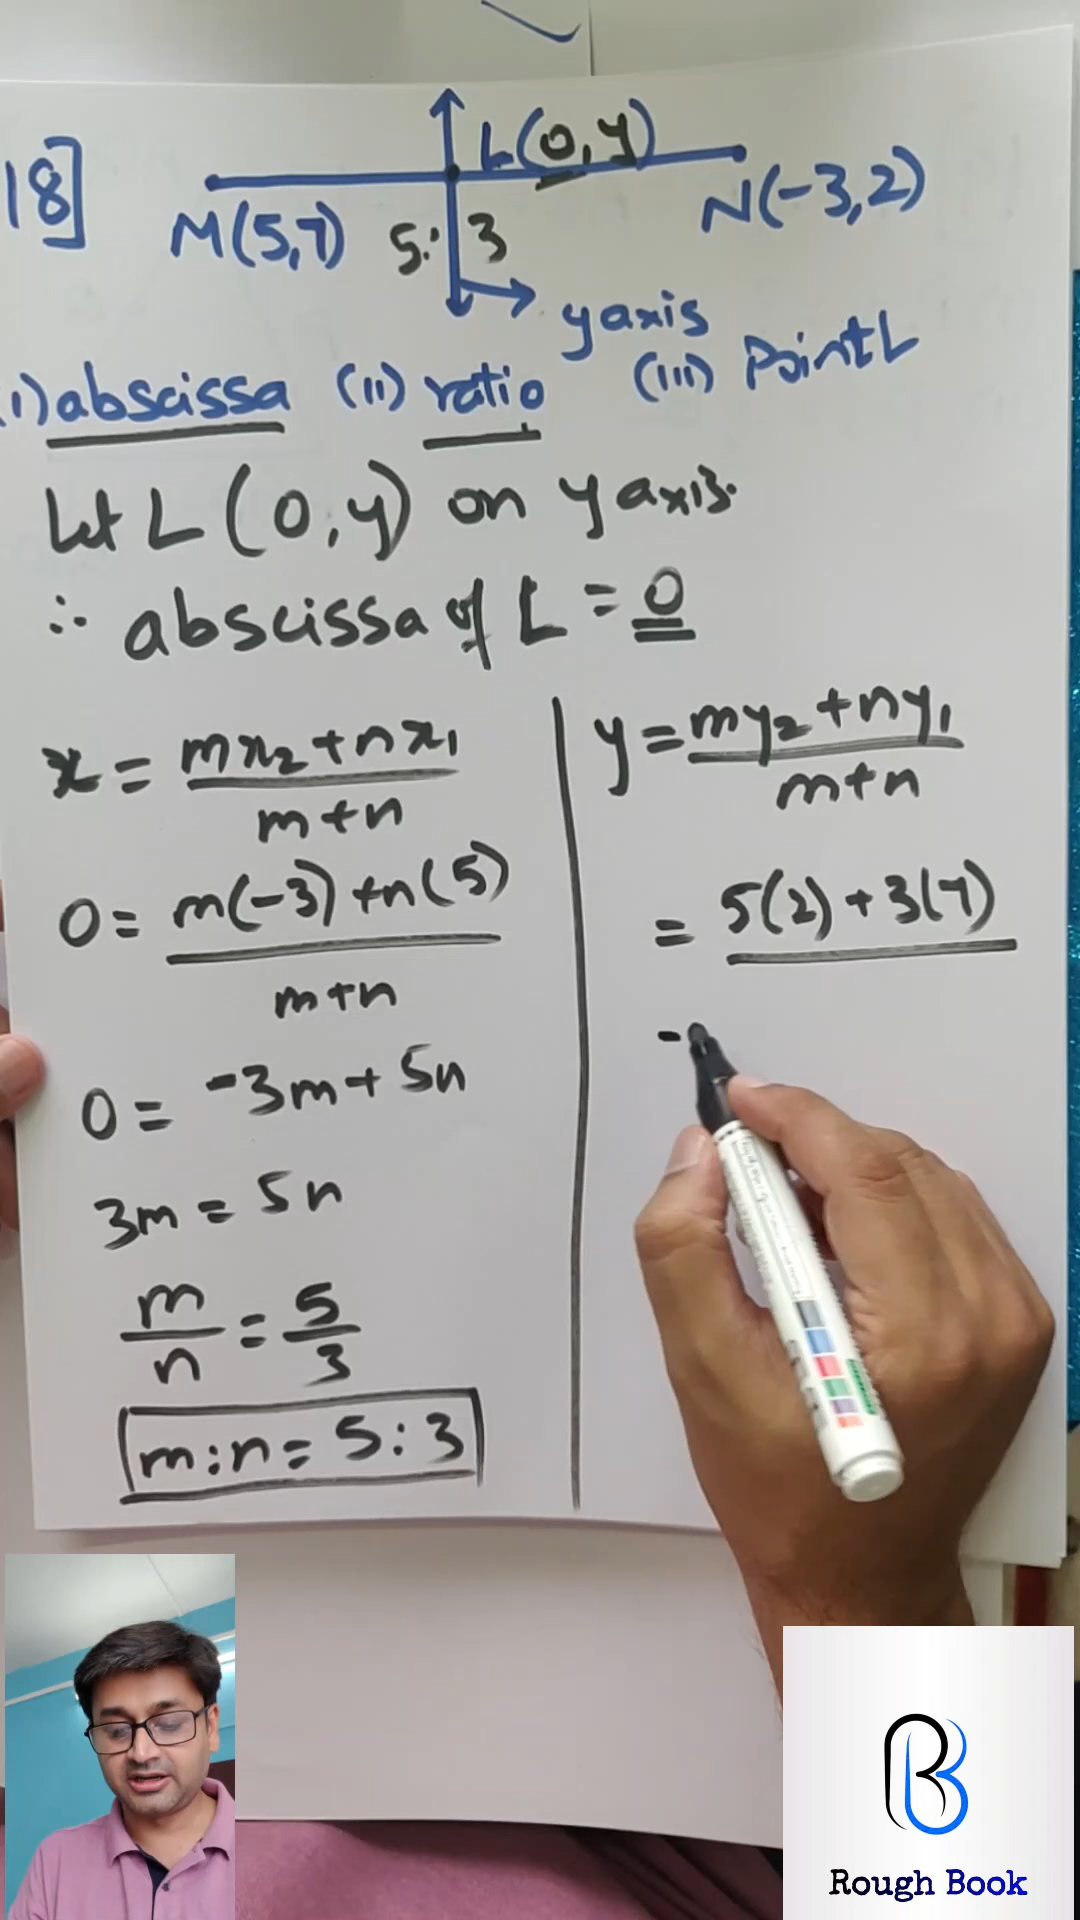 18]
L(0,y)
M(5,7) 5:3 N(-3,2)
y axis
(i) abscissa (ii) ratio (iii) Point L
Let L(0,y) on y axis.
∴ abscissa of L = 0
x = mx₂+nx₁
m+n
0 = m(-3)+n(5)
m+n
0 = -3m+5n
3m = 5n
m/n = 5/3
m:n = 5:3
y = my₂+ny₁
m+n
= 5(2)+3(7)
B
Rough Book